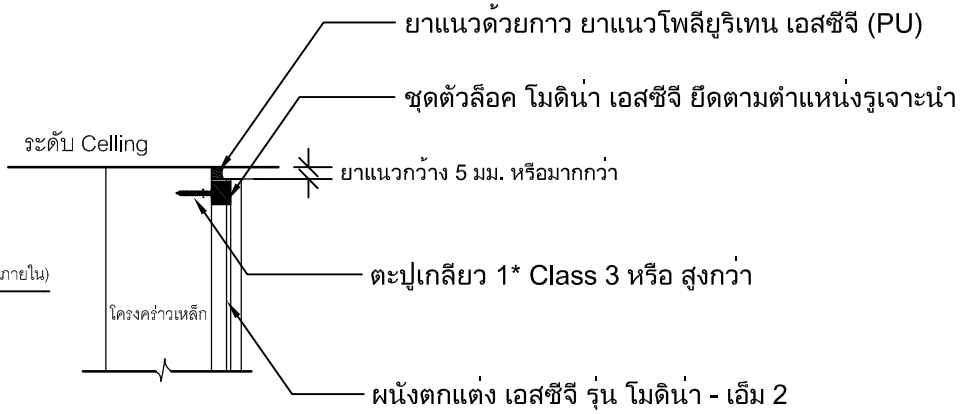 ยาแนวด้วยกาว ยาแนวโพลียูริเทน เอสซีจี (PU)
ชุดตัวล็อค โมดิน่า เอสซีจี ยึดตามตำแหน่งรูเจาะนำ
ระดับ Celling
ยาแนวกว้าง 5 มม. หรือมากกว่า
ภายใน)
ตะปูเกลียว 1* Class 3 หรือ สูงกว่า
โครงคร่าวเหล็ก
ผนังตกแต่ง เอสซีจี รุ่น โมดิน่า - เอ็ม 2